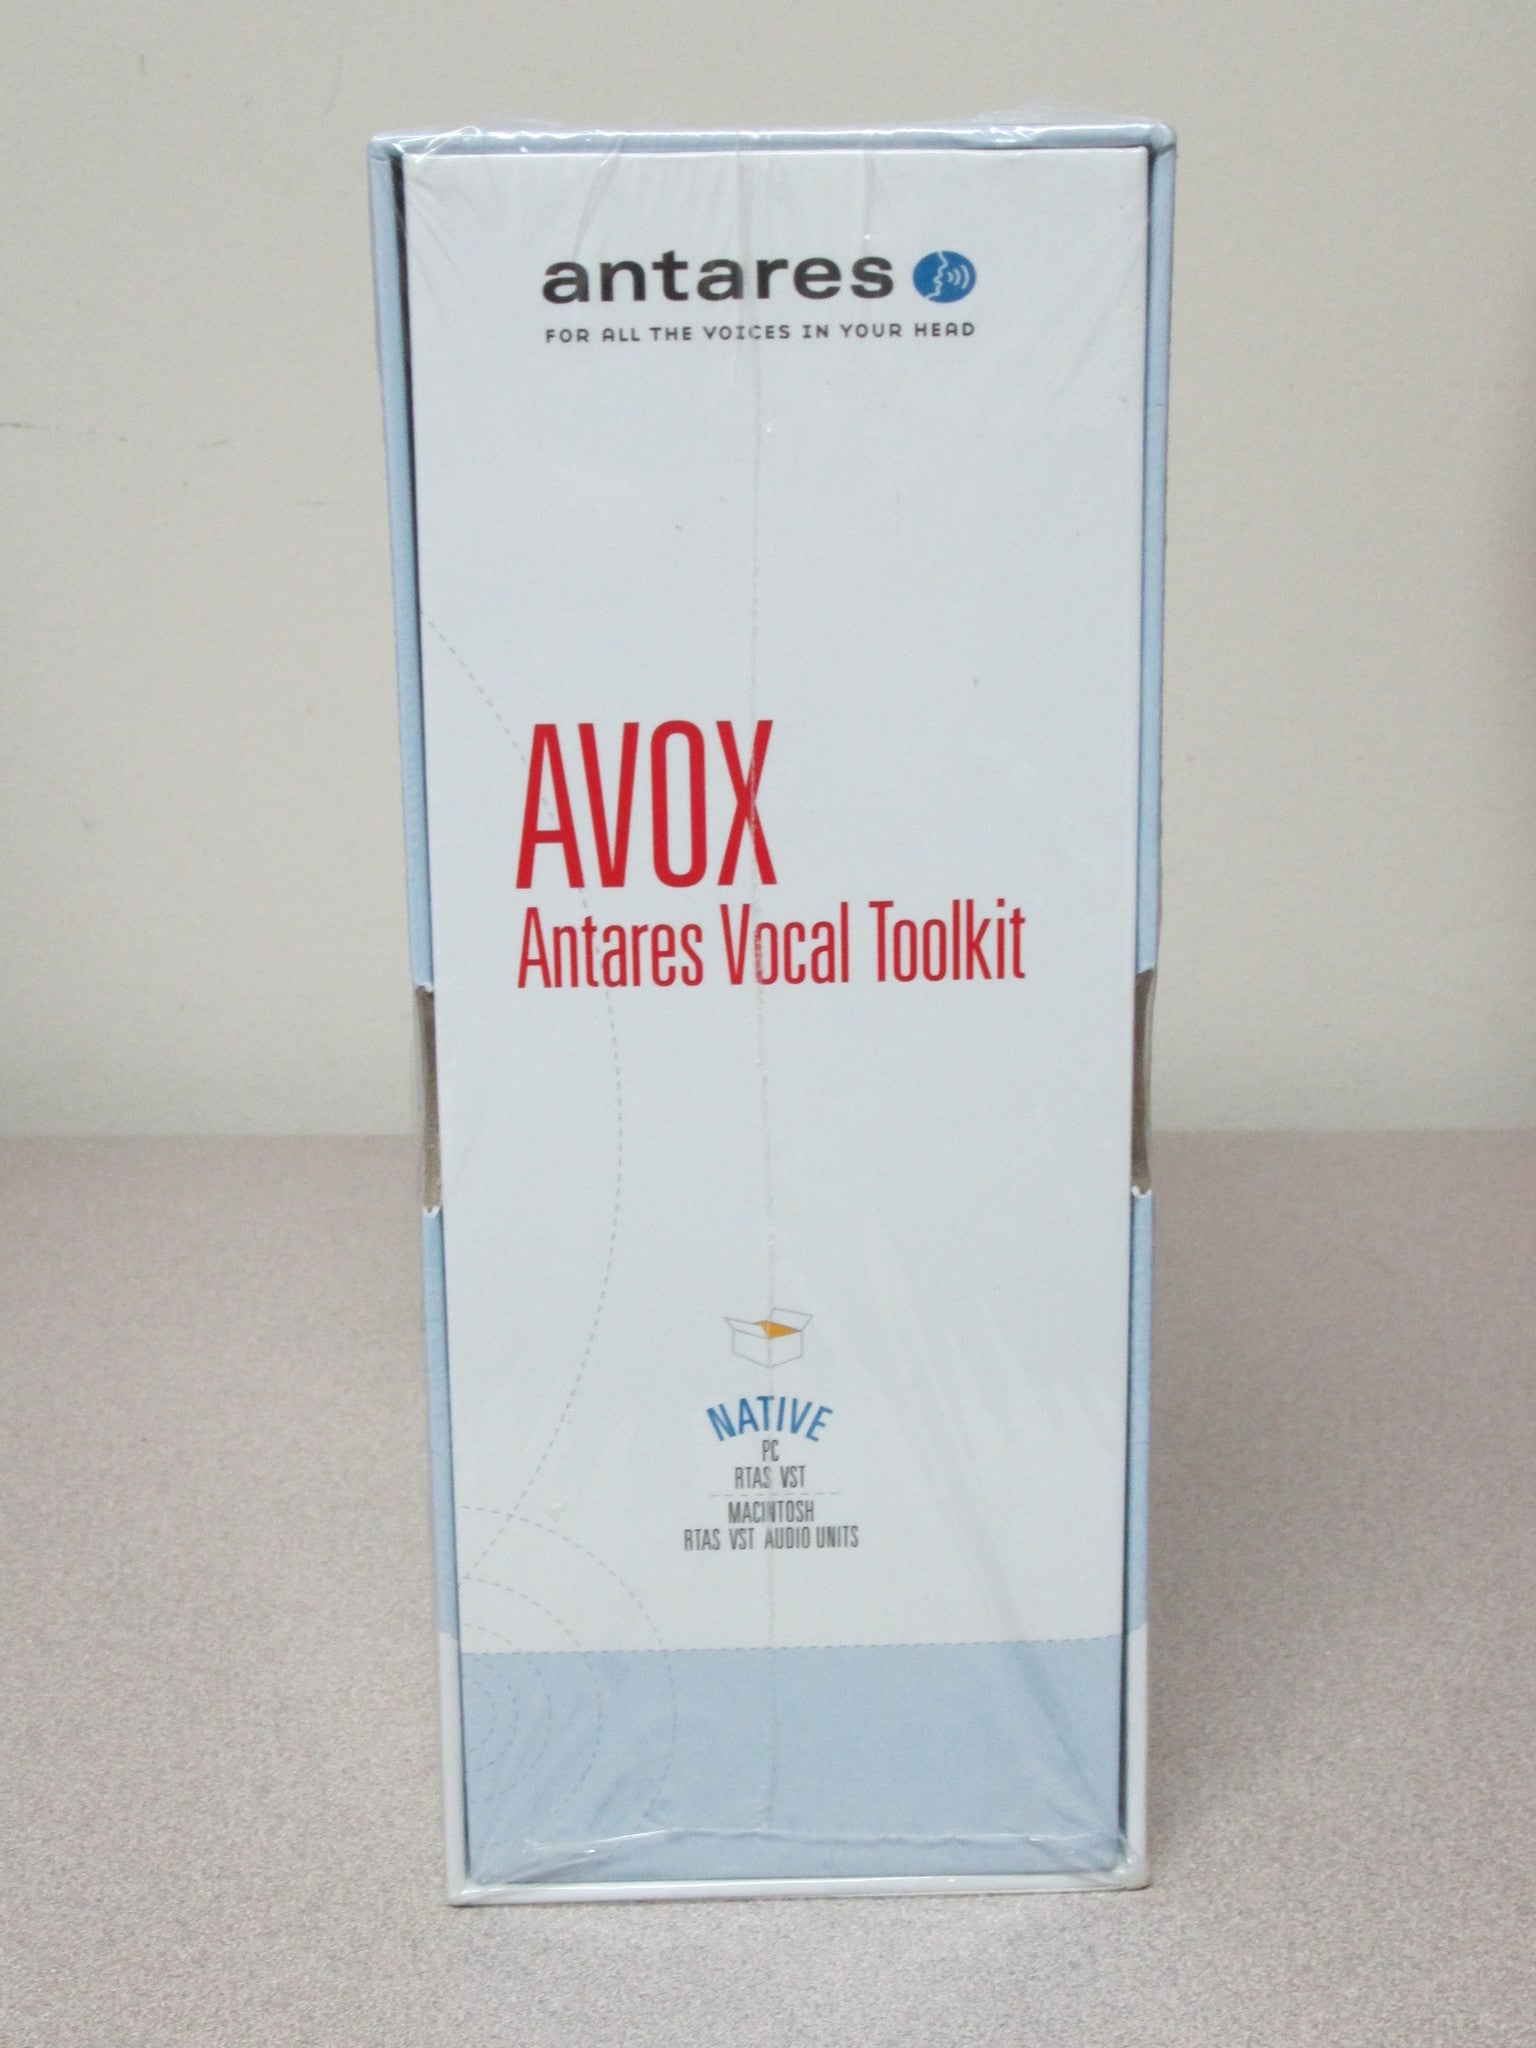 antares
FOR ALL THE VOICES IN YOUR HEAD
AVOX
Antares Vocal Toolkit
NATIVE
PC
RTAS VST
MACINTOSH
RTAS VST AUDIO UNITS